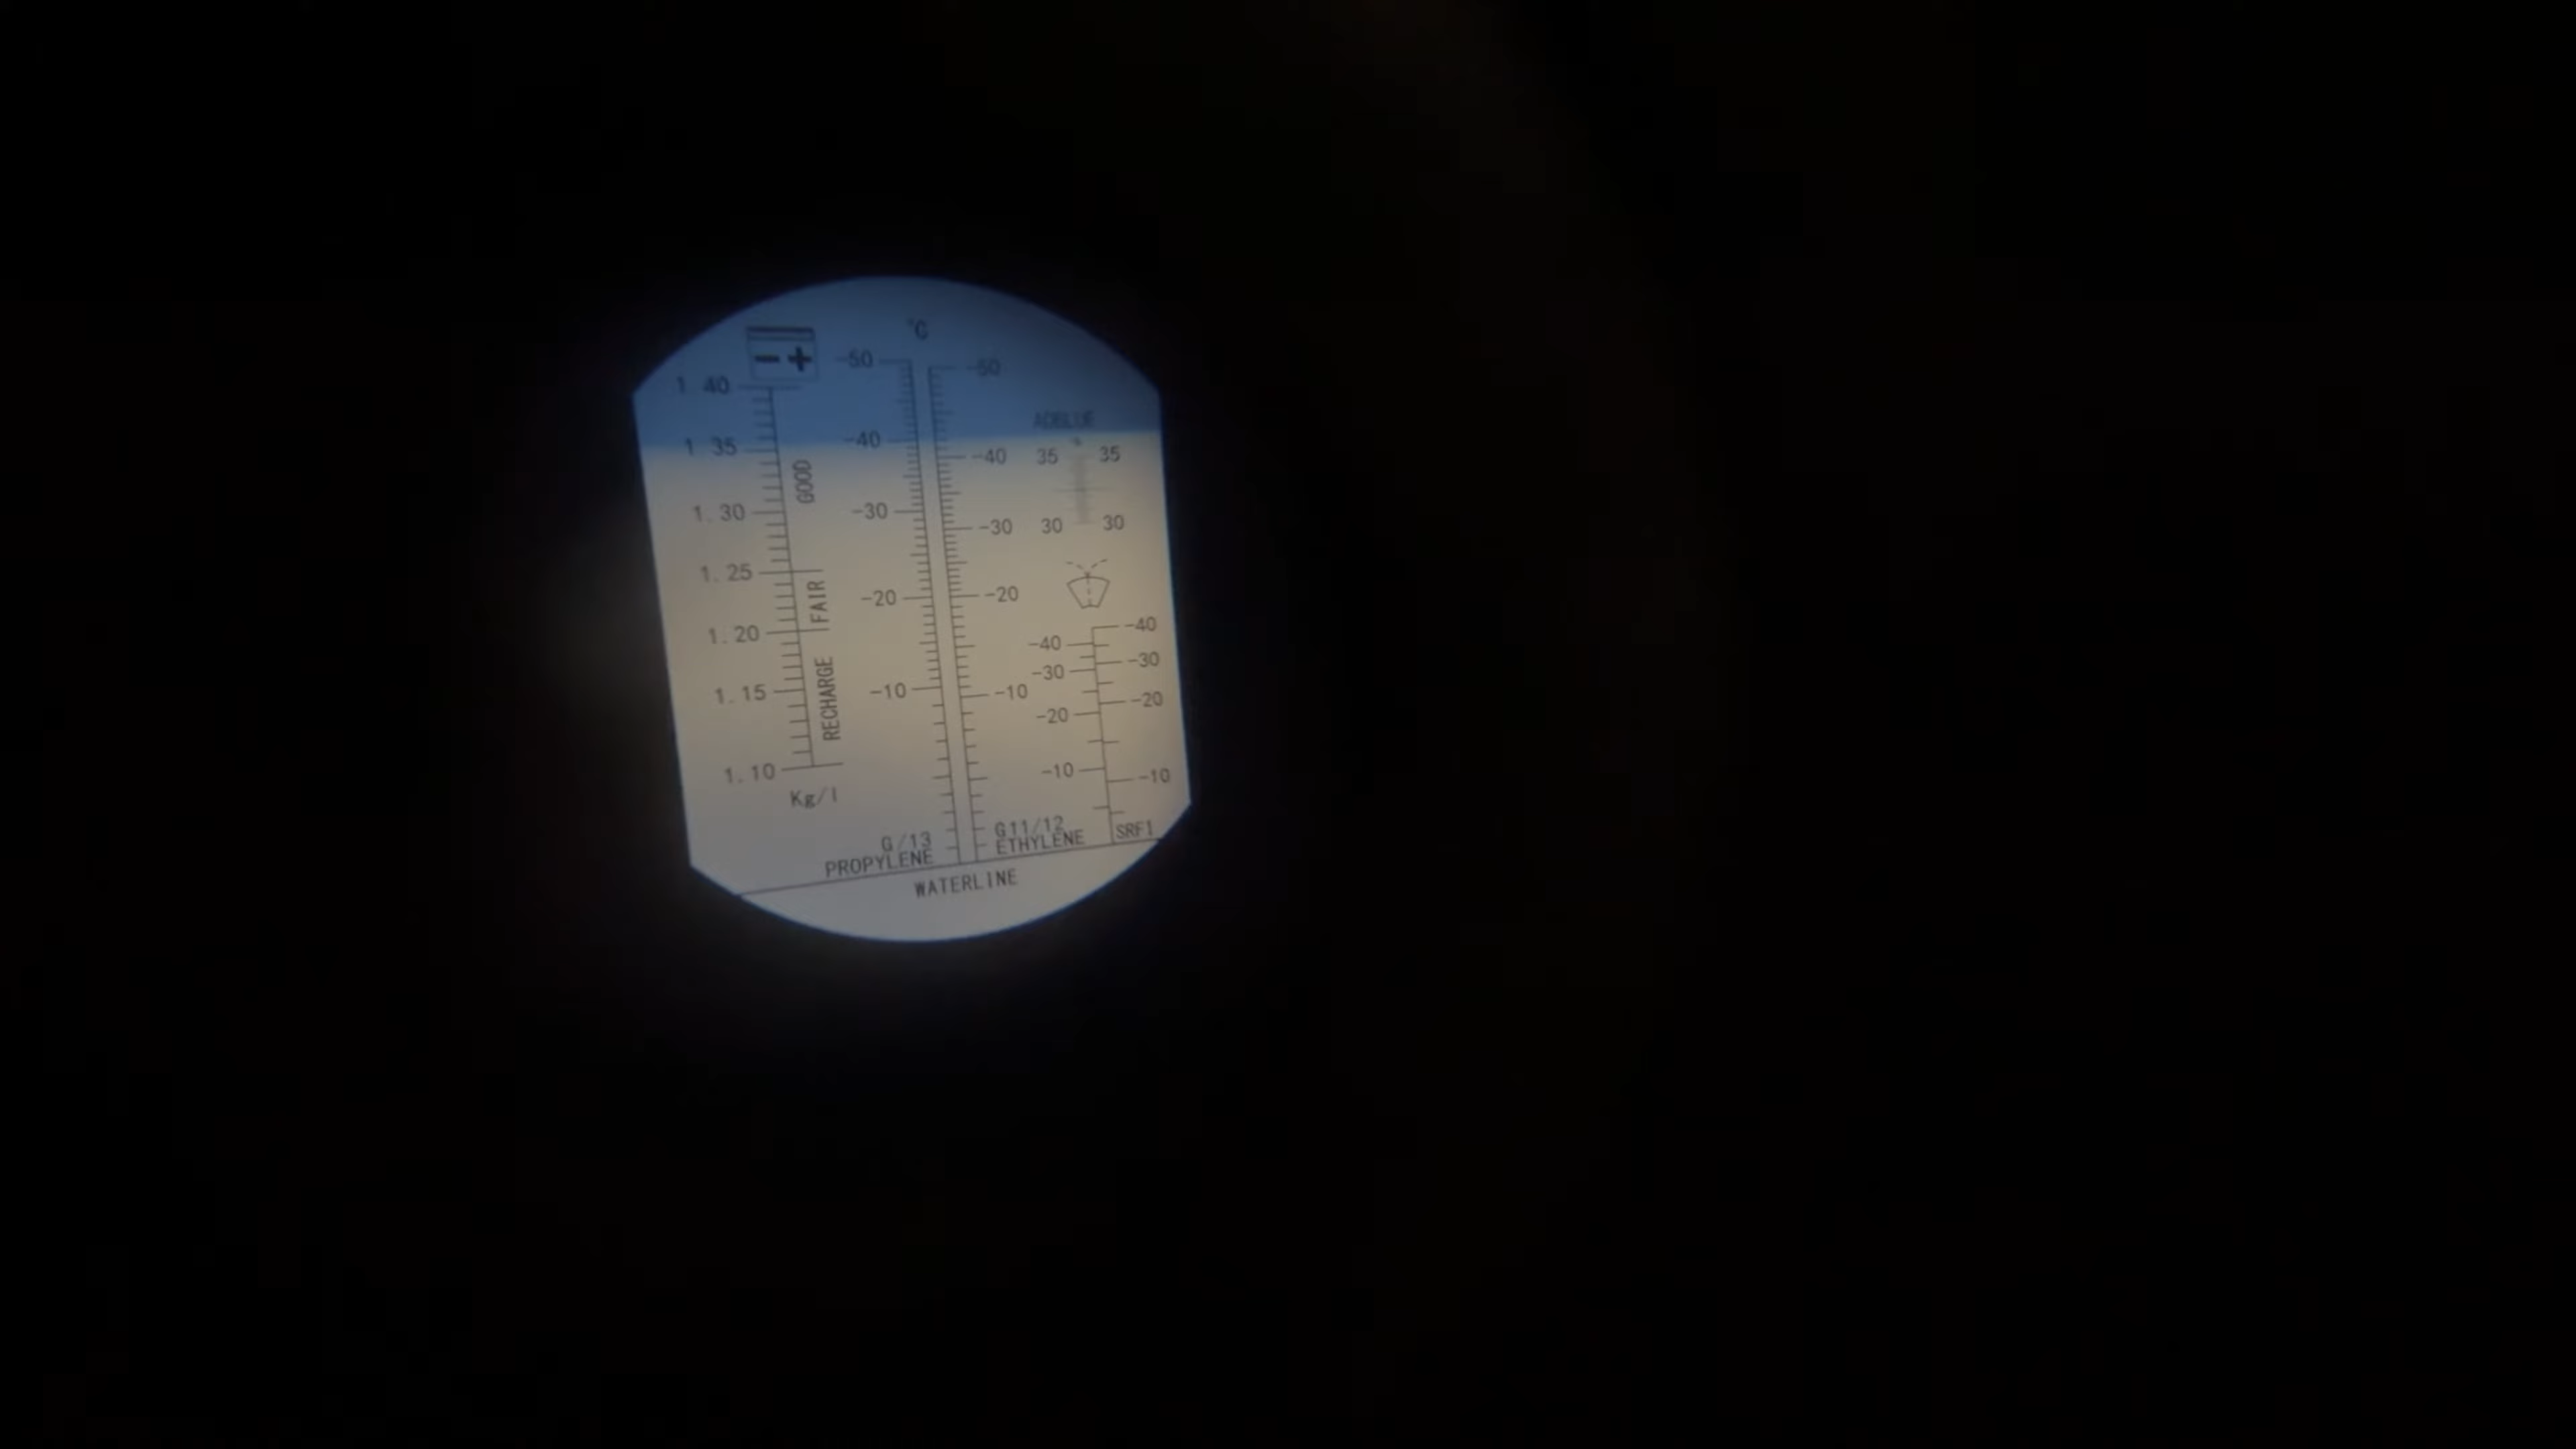 °C
- +
-50 -50
1.40
ADBLUE
1.35 -40 -40 35 35
GOOD
1.30 -30 -30 30 30
1.25 -20 -20
FAIR
1.20 -40 -40
-30 -30
RECHARGE
1.15 -10 -10 -20 -20
1.10 -10 -10
Kg/l
G/13 G11/12 SRF1
PROPYLENE ETHYLENE
WATERLINE